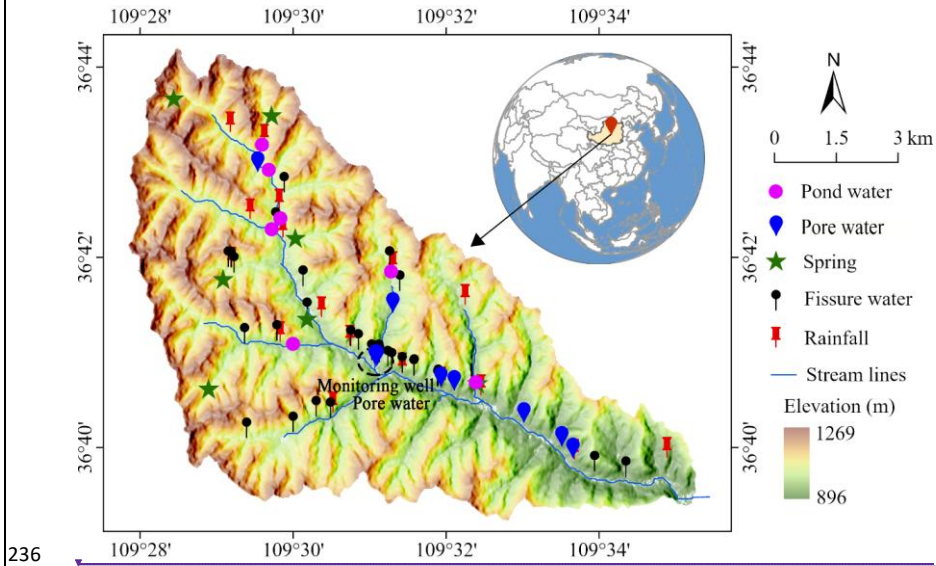 109°28' 109°30' 109°32' 109°34'
36°44'
36°42'
36°40'
36°44'
36°42'
36°40'
N
0 1.5 3 km
Pond water
Pore water
Spring
Fissure water
Rainfall
Stream lines
Elevation (m)
1269
896
Monitoring well
Pore water
109°28' 109°30' 109°32' 109°34'
236